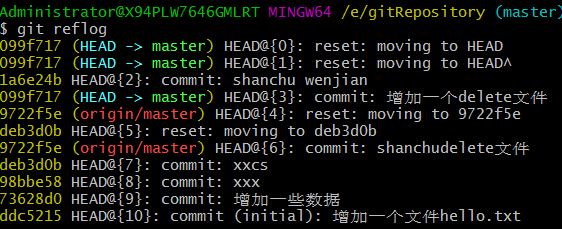 Administrator@X94PLW7646GMLRT MINGW64 /e/gitRepository (master)
$ git reflog
099f717 (HEAD -> master) HEAD@{0}: reset: moving to HEAD
099f717 (HEAD -> master) HEAD@{1}: reset: moving to HEAD^
1a6e24b HEAD@{2}: commit: shanchu wenjian
099f717 (HEAD -> master) HEAD@{3}: commit: 增加一个delete文件
9722f5e (origin/master) HEAD@{4}: reset: moving to 9722f5e
deb3d0b HEAD@{5}: reset: moving to deb3d0b
9722f5e (origin/master) HEAD@{6}: commit: shanchudelete文件
deb3d0b HEAD@{7}: commit: xxcs
98bbe58 HEAD@{8}: commit: xxx
73628d0 HEAD@{9}: commit: 增加一些数据
ddc5215 HEAD@{10}: commit (initial): 增加一个文件hello.txt